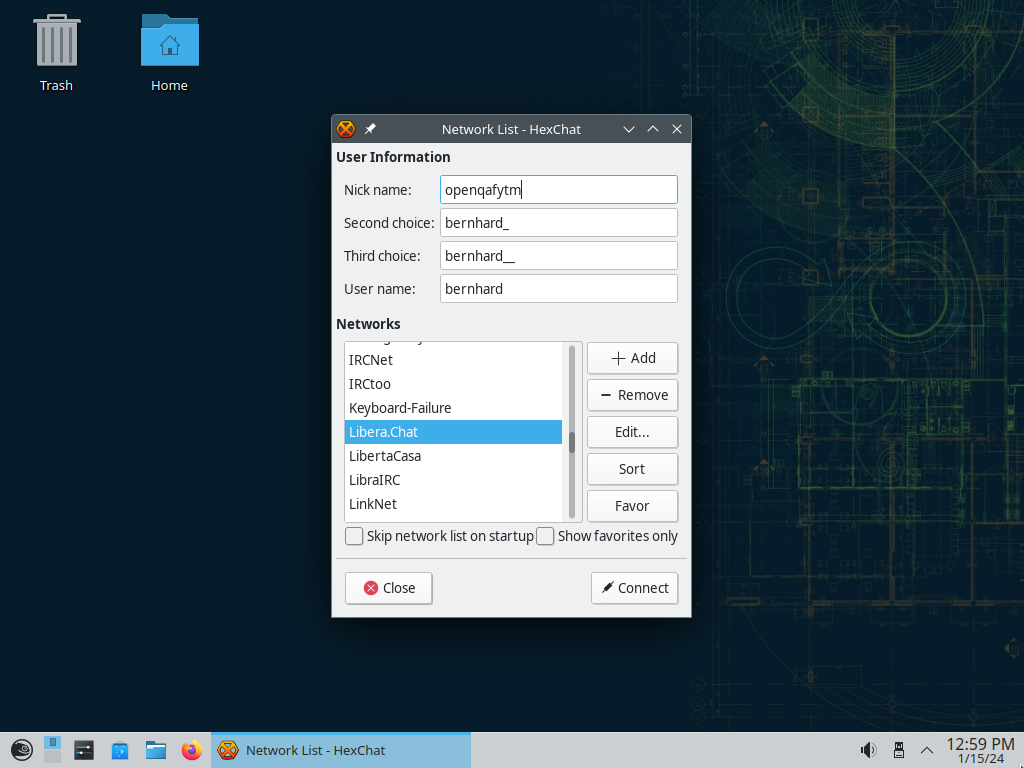 Trash
Home
Network List - HexChat
User Information
Nick name: openqafytm
Second choice: bernhard_
Third choice: bernhard__
User name: bernhard
Networks
IRCNet
IRCtoo
Keyboard-Failure
Libera.Chat
LibertaCasa
LibraIRC
LinkNet
Add
Remove
Edit...
Sort
Favor
Skip network list on startup
Show favorites only
Close
Connect
Network List - HexChat
12:59 PM
1/15/24